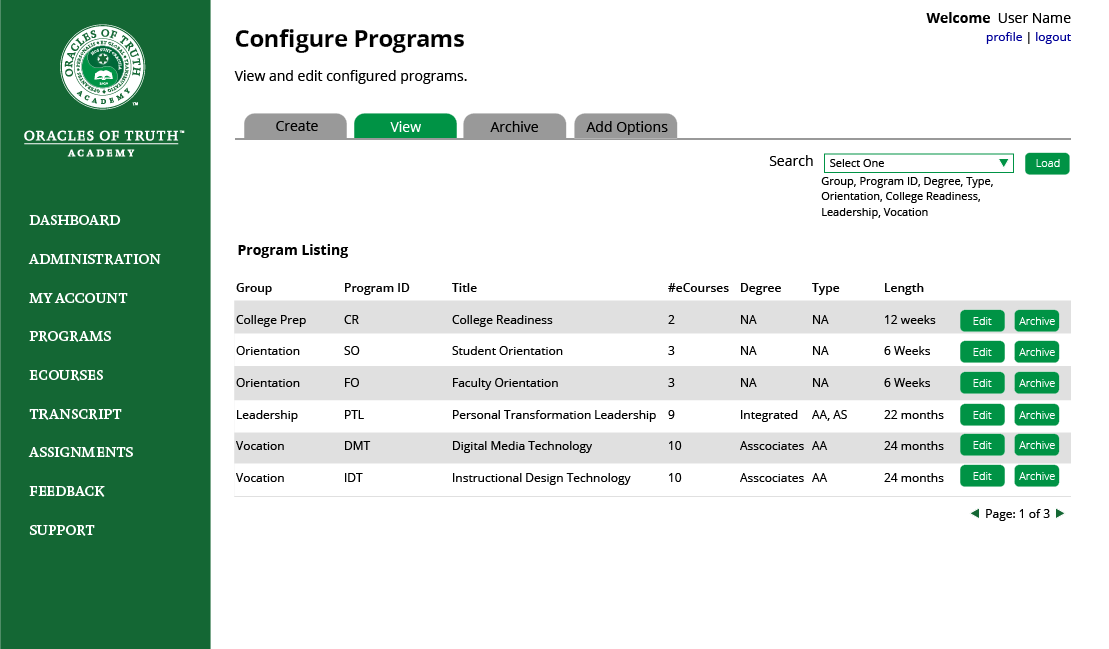 ORACLES OF TRUTH
ACADEMY
ORACLES OF TRUTH™
ACADEMY
DASHBOARD
ADMINISTRATION
MY ACCOUNT
PROGRAMS
ECOURSES
TRANSCRIPT
ASSIGNMENTS
FEEDBACK
SUPPORT
Welcome User Name
profile | logout
Configure Programs
View and edit configured programs.
Create View Archive Add Options
Search Select One Load
Group, Program ID, Degree, Type,
Orientation, College Readiness,
Leadership, Vocation
Program Listing
Group Program ID Title #eCourses Degree Type Length
College Prep CR College Readiness 2 NA NA 12 weeks Edit Archive
Orientation SO Student Orientation 3 NA NA 6 Weeks Edit Archive
Orientation FO Faculty Orientation 3 NA NA 6 Weeks Edit Archive
Leadership PTL Personal Transformation Leadership 9 Integrated AA, AS 22 months Edit Archive
Vocation DMT Digital Media Technology 10 Asscociates AA 24 months Edit Archive
Vocation IDT Instructional Design Technology 10 Asscociates AA 24 months Edit Archive
Page: 1 of 3